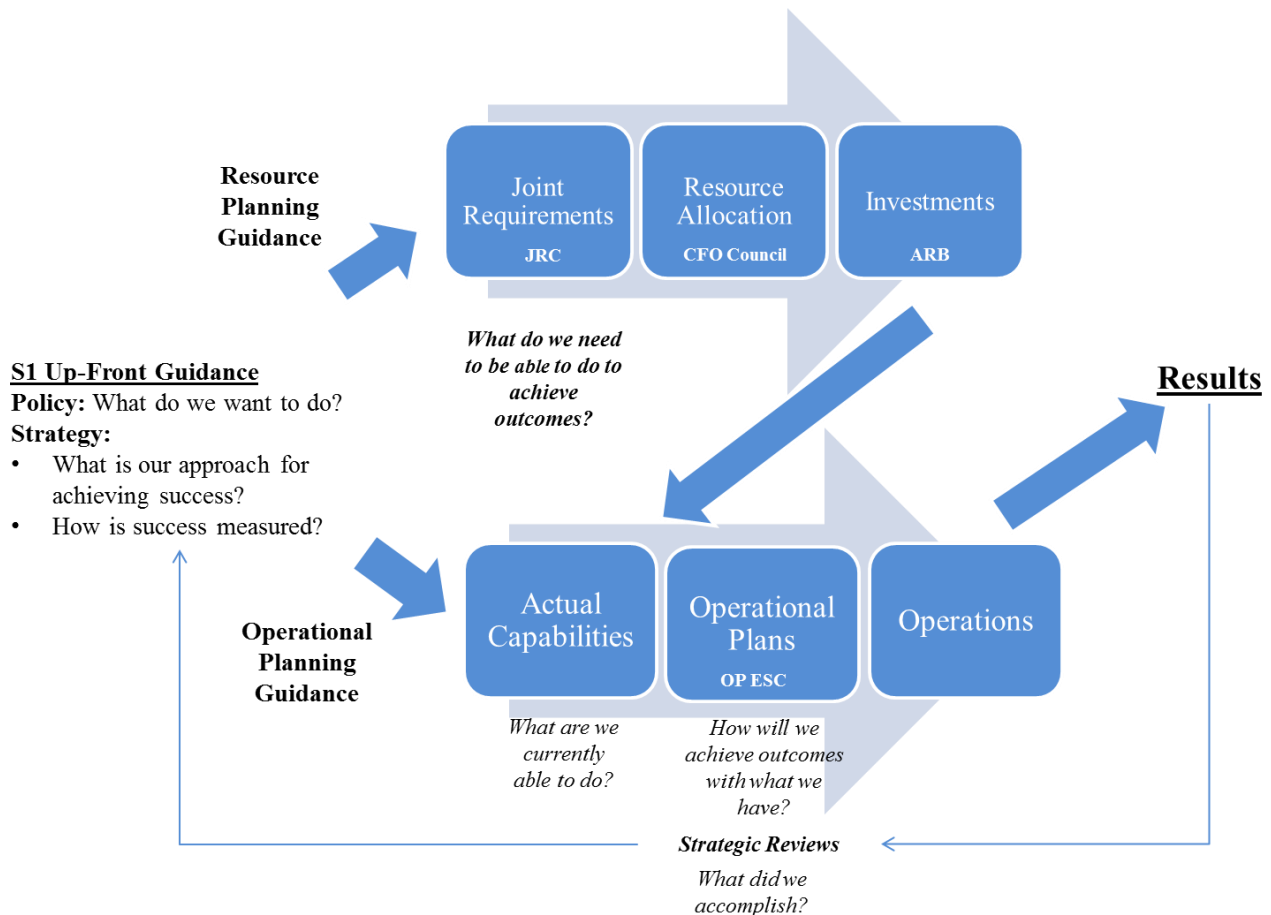 Resource
Planning
Guidance
Joint
Requirements
JRC
Resource
Allocation
CFO Council
Investments
ARB
What do we need
to be able to do to
achieve
outcomes?
S1 Up-Front Guidance
Policy: What do we want to do?
Strategy:
• What is our approach for
achieving success?
• How is success measured?
Results
Operational
Planning
Guidance
Actual
Capabilities
Operational
Plans
OP ESC
Operations
What are we
currently
able to do?
How will we
achieve outcomes
with what we
have?
Strategic Reviews
What did we
accomplish?